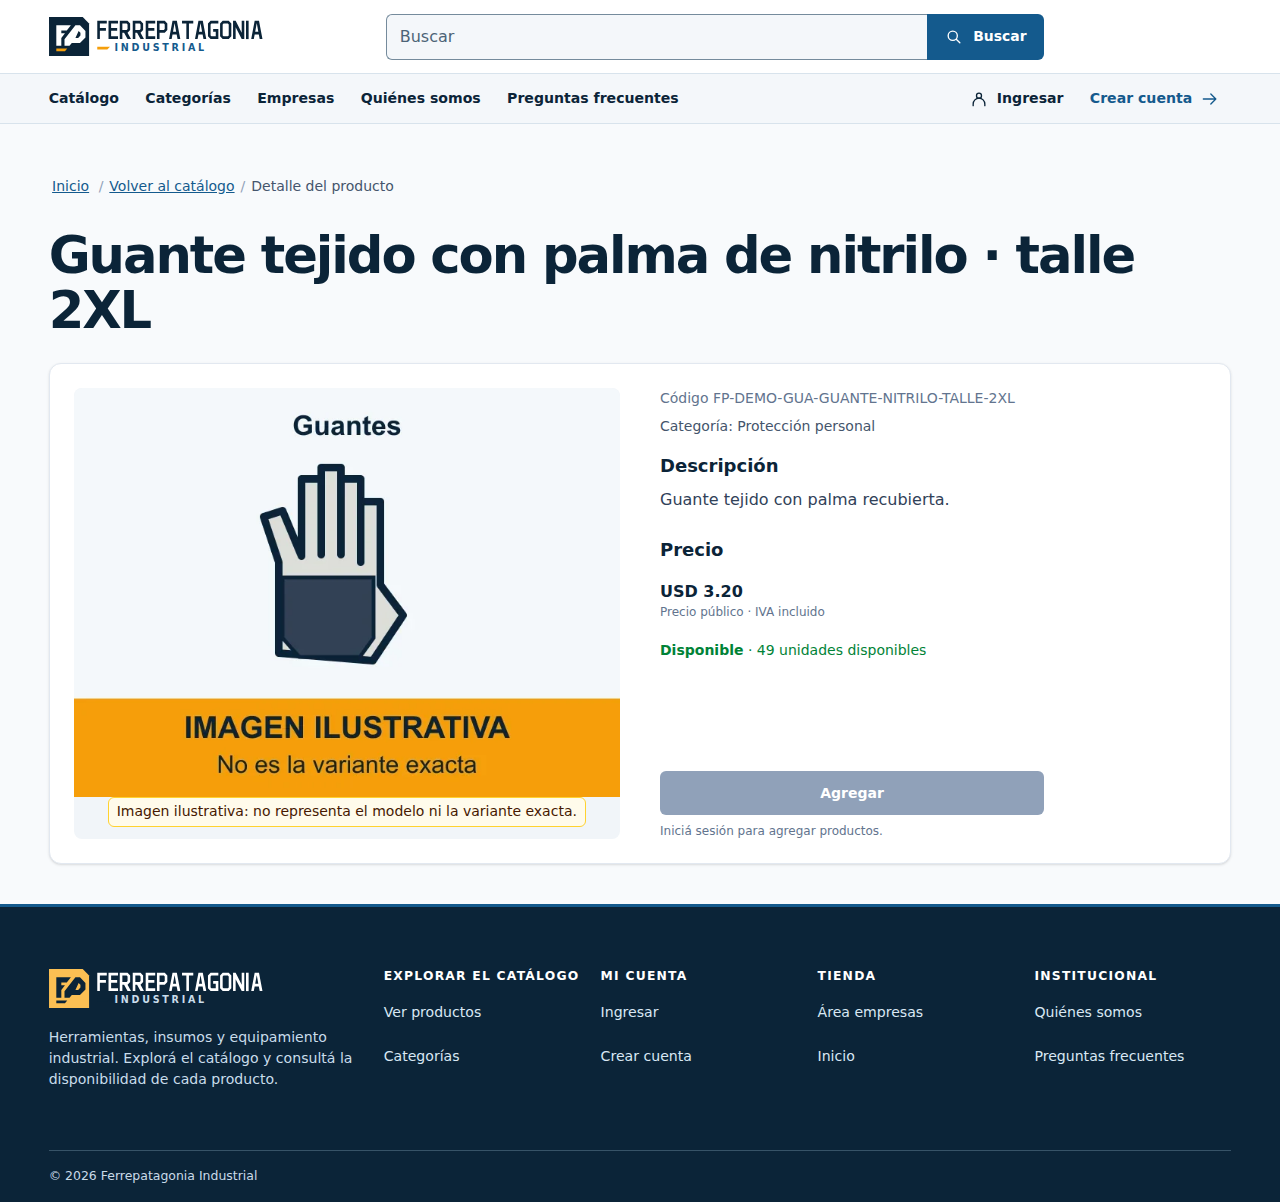 FERREPATAGONIA
INDUSTRIAL
Buscar
Buscar
Catálogo
Categorías
Empresas
Quiénes somos
Preguntas frecuentes
Ingresar
Crear cuenta
Inicio / Volver al catálogo / Detalle del producto
Guante tejido con palma de nitrilo · talle
2XL
Guantes
IMAGEN ILUSTRATIVA
No es la variante exacta
Imagen ilustrativa: no representa el modelo ni la variante exacta.
Código FP-DEMO-GUA-GUANTE-NITRILO-TALLE-2XL
Categoría: Protección personal
Descripción
Guante tejido con palma recubierta.
Precio
USD 3.20
Precio público · IVA incluido
Disponible · 49 unidades disponibles
Agregar
Iniciá sesión para agregar productos.
FERREPATAGONIA
INDUSTRIAL
Herramientas, insumos y equipamiento
industrial. Explorá el catálogo y consultá la
disponibilidad de cada producto.
EXPLORAR EL CATÁLOGO
Ver productos
Categorías
MI CUENTA
Ingresar
Crear cuenta
TIENDA
Área empresas
Inicio
INSTITUCIONAL
Quiénes somos
Preguntas frecuentes
© 2026 Ferrepatagonia Industrial